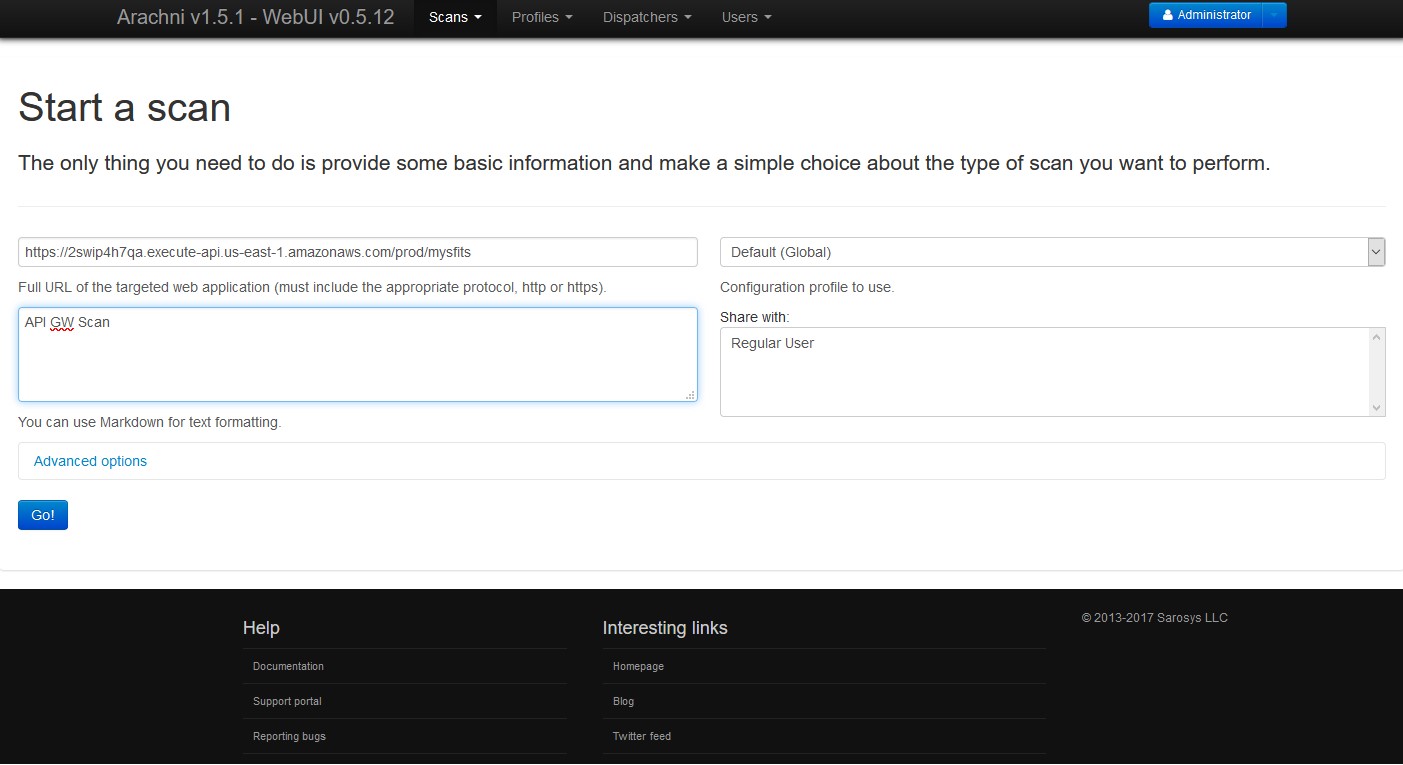 Arachni v1.5.1 - WebUI v0.5.12 Scans Profiles Dispatchers Users Administrator
Start a scan
The only thing you need to do is provide some basic information and make a simple choice about the type of scan you want to perform.
https://2swip4h7qa.execute-api.us-east-1.amazonaws.com/prod/mysfits
Default (Global)
Full URL of the targeted web application (must include the appropriate protocol, http or https).
Configuration profile to use.
API GW Scan
Share with:
Regular User
You can use Markdown for text formatting.
Advanced options
Go!
Help
Documentation
Support portal
Reporting bugs
Interesting links
Homepage
Blog
Twitter feed
© 2013-2017 Sarosys LLC